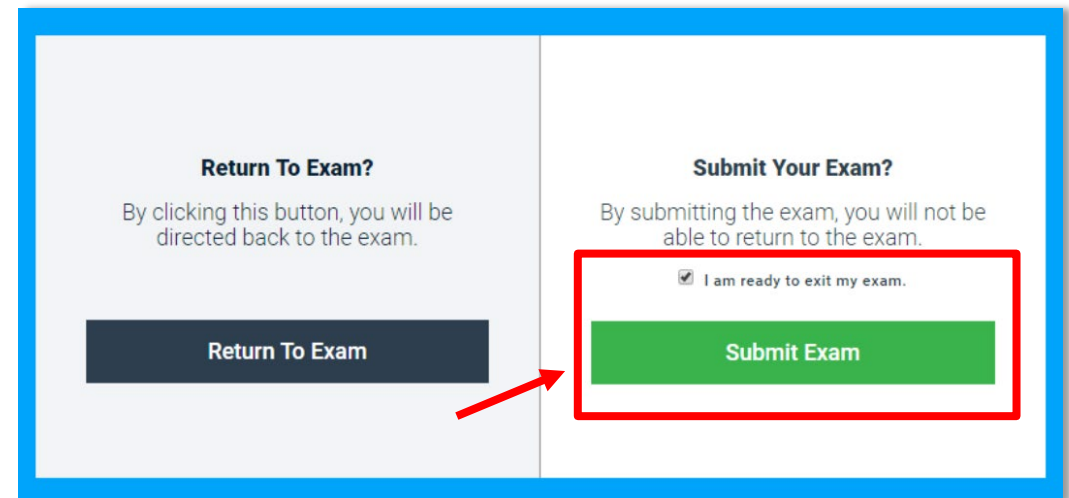 Return To Exam?
By clicking this button, you will be
directed back to the exam.
Return To Exam
Submit Your Exam?
By submitting the exam, you will not be
able to return to the exam.
I am ready to exit my exam.
Submit Exam